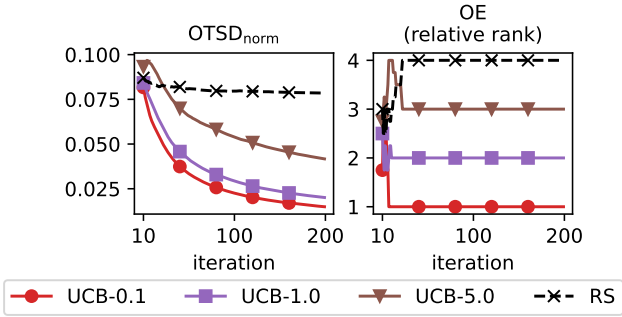 OTSDnorm
OE
(relative rank)
0.100
0.075
0.050
0.025
4
3
2
1
10
100
200
10
100
200
iteration
iteration
UCB-0.1
UCB-1.0
UCB-5.0
RS